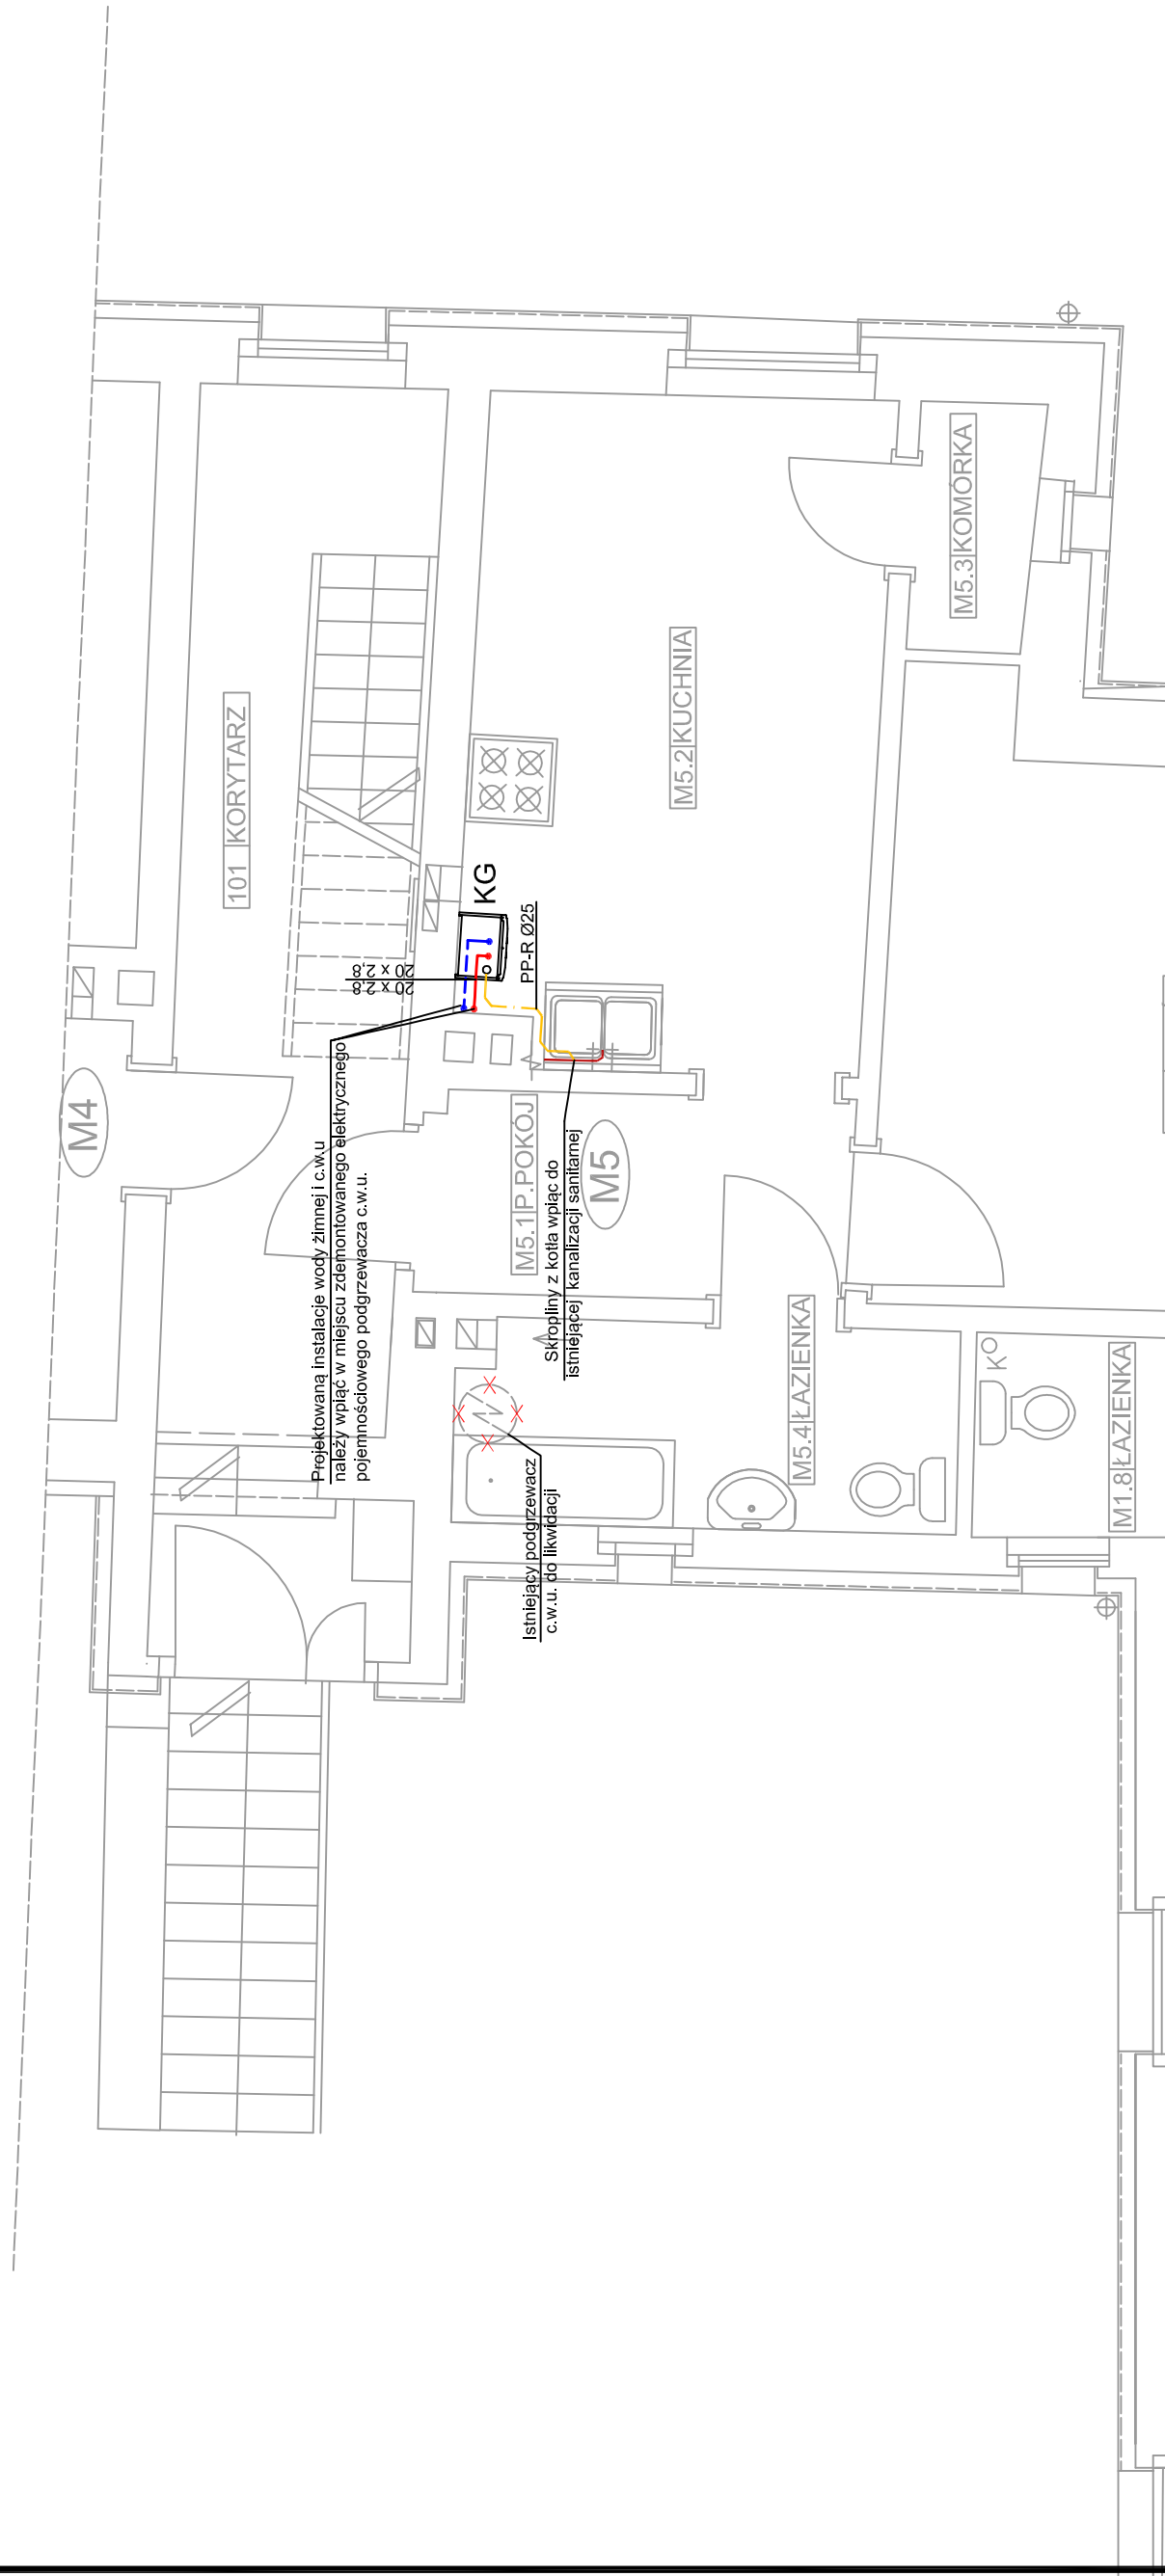 M4
101 KORYTARZ
Projektowaną instalacje wody zimnej i c.w.u
należy wpiąć w miejscu zdemontowanego elektrycznego
pojemnościowego podgrzewacza c.w.u.
20 x 2,8
20 x 2,8
KG
PP-R Ø25
M5.1 P.POKÓJ
Skropliny z kotła wpiąc do
istniejącej kanalizacji sanitarnej
M5
Istniejący podgrzewacz
c.w.u. do likwidacji
M5.2 KUCHNIA
M5.4 ŁAZIENKA
M5.3 KOMÓRKA
K
M1.8 ŁAZIENKA